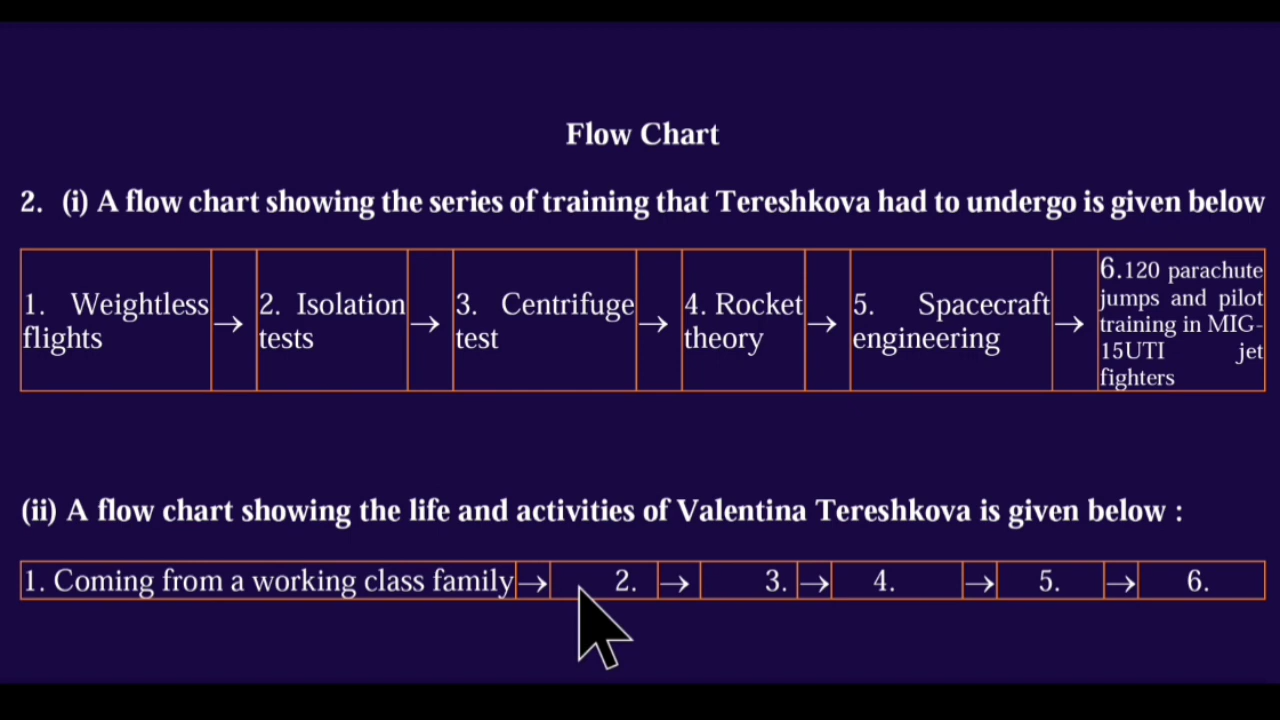 Flow Chart
2. (i) A flow chart showing the series of training that Tereshkova had to undergo is given below
1. Weightless flights → 2. Isolation tests → 3. Centrifuge test → 4. Rocket theory → 5. Spacecraft engineering → 6.120 parachute jumps and pilot training in MIG-15UTI jet fighters
(ii) A flow chart showing the life and activities of Valentina Tereshkova is given below :
1. Coming from a working class family → 2. → 3. → 4. → 5. → 6.